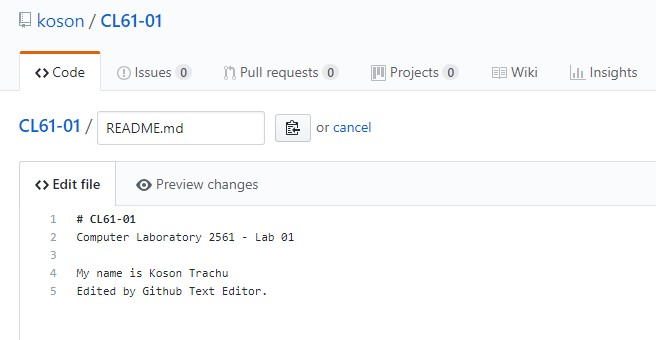 koson / CL61-01
Code Issues 0 Pull requests 0 Projects 0 Wiki Insights
CL61-01 / README.md or cancel
Edit file Preview changes
1 # CL61-01
2 Computer Laboratory 2561 - Lab 01
3
4 My name is Koson Trachu
5 Edited by Github Text Editor.